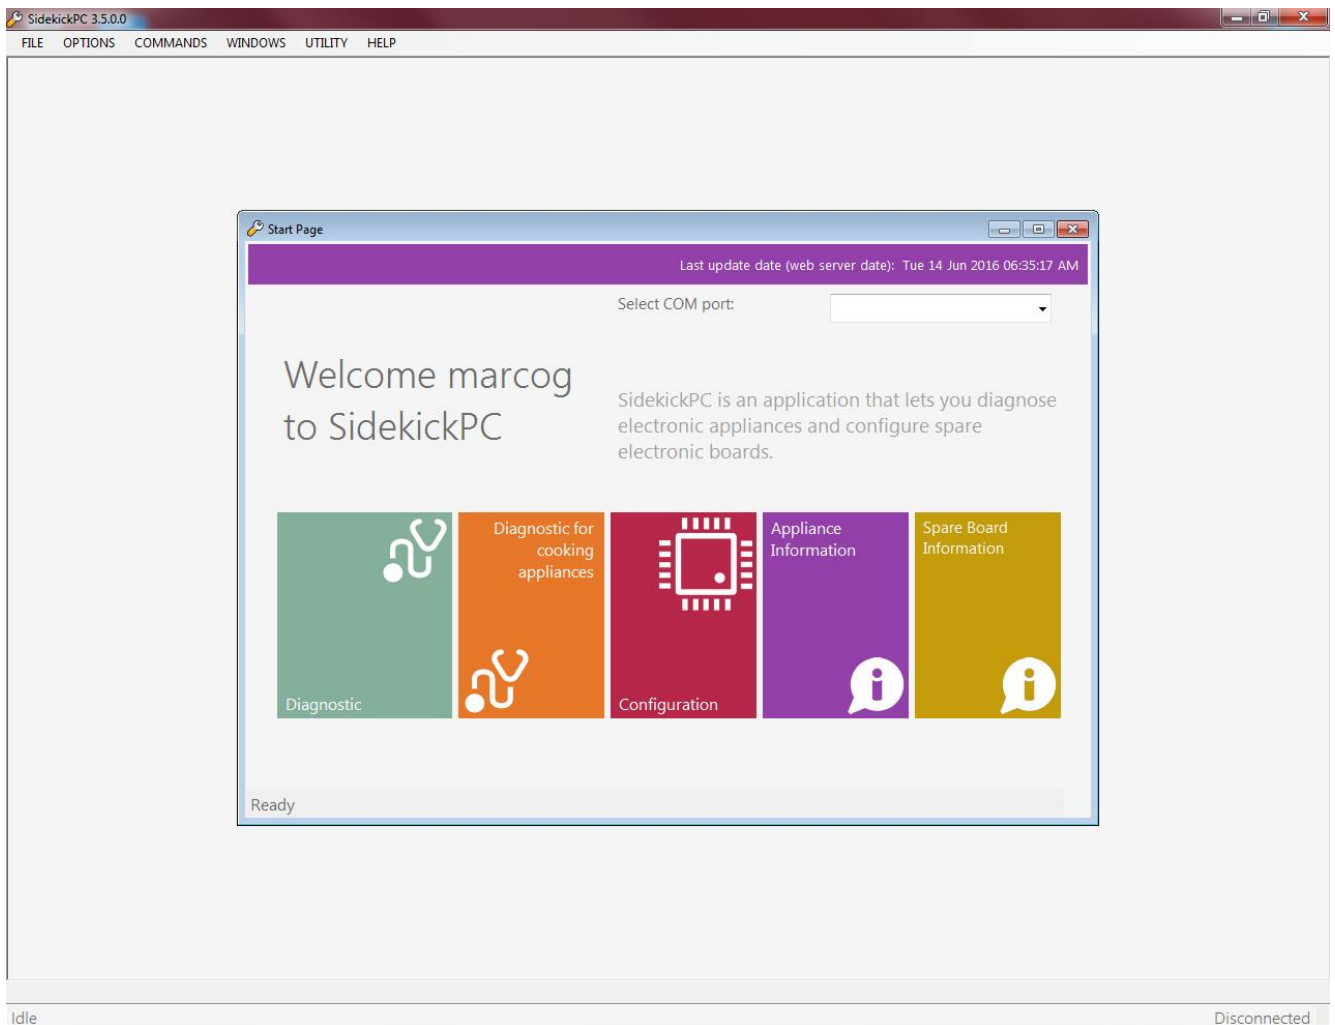 SidekickPC 3.5.0.0
FILE OPTIONS COMMANDS WINDOWS UTILITY HELP
Start Page
Last update date (web server date): Tue 14 Jun 2016 06:35:17 AM
Select COM port:
Welcome marcog
to SidekickPC
SidekickPC is an application that lets you diagnose
electronic appliances and configure spare
electronic boards.
Diagnostic
Diagnostic for
cooking
appliances
Configuration
Appliance
Information
Spare Board
Information
Ready
Idle
Disconnected